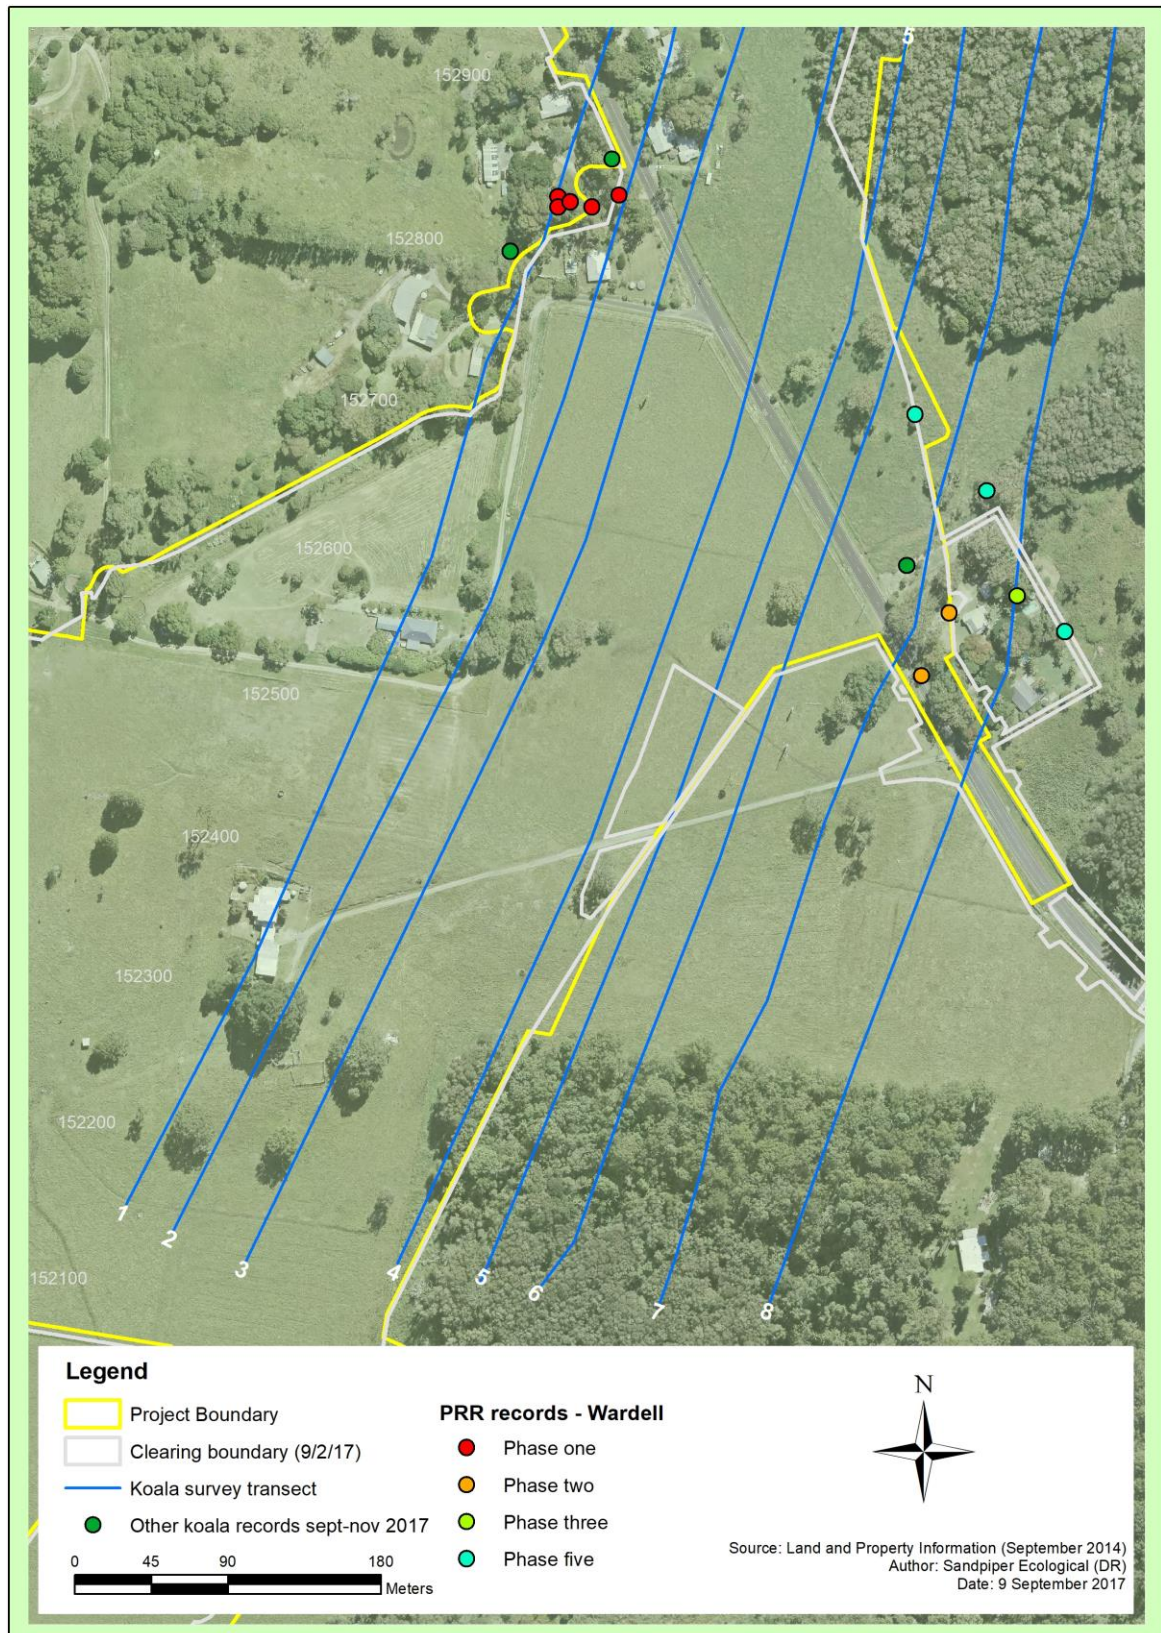 5
152900
152800
152700
152600
152500
152400
152300
152200
152100
1
2
3
4
5
6
7
8
Legend
Project Boundary
Clearing boundary (9/2/17)
Koala survey transect
Other koala records sept-nov 2017
0 45 90 180
Meters
PRR records - Wardell
Phase one
Phase two
Phase three
Phase five
N
Source: Land and Property Information (September 2014)
Author: Sandpiper Ecological (DR)
Date: 9 September 2017